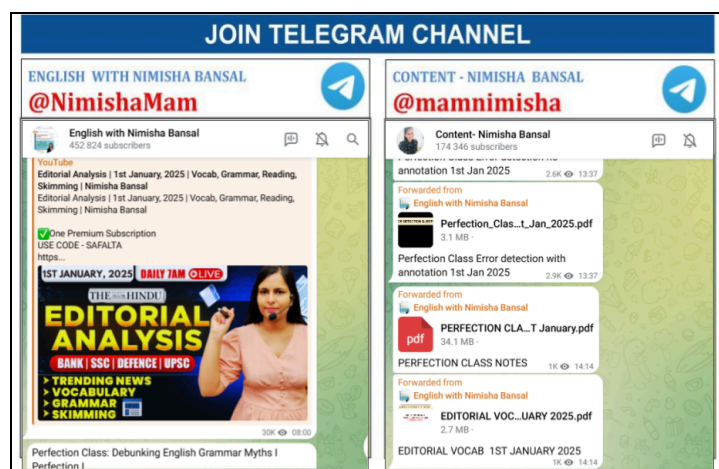 JOIN TELEGRAM CHANNEL
ENGLISH WITH NIMISHA BANSAL
@NimishaMam
English with Nimisha Bansal
452 824 subscribers
YouTube
Editorial Analysis | 1st January, 2025 | Vocab, Grammar, Reading,
Skimming | Nimisha Bansal
Editorial Analysis | 1st January, 2025 | Vocab, Grammar, Reading,
Skimming | Nimisha Bansal
✅One Premium Subscription
USE CODE - SAFALTA
https...
1ST JANUARY, 2025 DAILY 7AM LIVE
THE HINDU
EDITORIAL
ANALYSIS
BANK | SSC | DEFENCE | UPSC
> TRENDING NEWS
> VOCABULARY
> GRAMMAR
> SKIMMING
30K 08:00
Perfection Class: Debunking English Grammar Myths I
Perfection I
CONTENT - NIMISHA BANSAL
@mamnimisha
Content- Nimisha Bansal
174 346 subscribers
Perfection Class Error detection no
annotation 1st Jan 2025 2.6K 13:37
Forwarded from
English with Nimisha Bansal
Perfection_Clas...t_Jan_2025.pdf
3.1 MB ·
Perfection Class Error detection with
annotation 1st Jan 2025 2.9K 13:37
Forwarded from
English with Nimisha Bansal
pdf
PERFECTION CLA...T January.pdf
34.1 MB ·
PERFECTION CLASS NOTES 1K 14:14
Forwarded from
English with Nimisha Bansal
EDITORIAL VOC...UARY 2025.pdf
2.7 MB ·
EDITORIAL VOCAB 1ST JANUARY 2025
1K 14:14